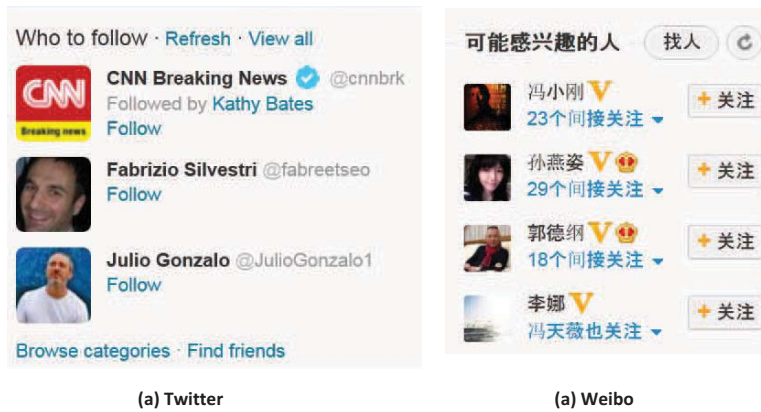 Who to follow · Refresh · View all
CNN
Breaking news
CNN Breaking News @cnnbrk
Followed by Kathy Bates
Follow
Fabrizio Silvestri @fabreetseo
Follow
Julio Gonzalo @JulioGonzalo1
Follow
Browse categories · Find friends
(a) Twitter
可能感兴趣的人 找人
冯小刚 V
23个间接关注
+ 关注
孙燕姿 V
29个间接关注
+ 关注
郭德纲 V
18个间接关注
+ 关注
李娜 V
冯天薇也关注
+ 关注
(a) Weibo